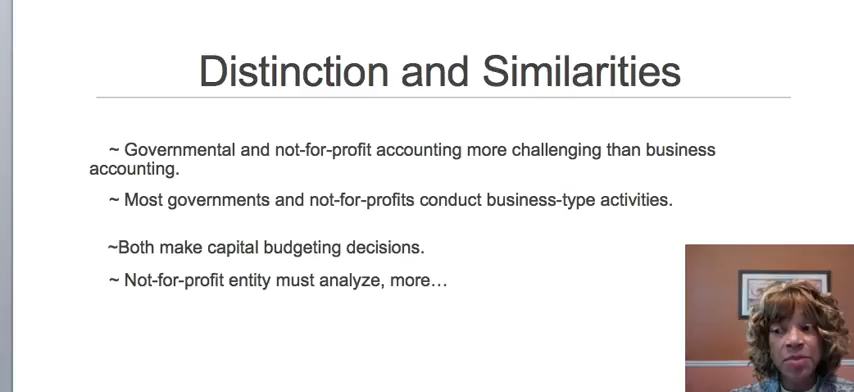 Distinction and Similarities
~ Governmental and not-for-profit accounting more challenging than business
accounting.
~ Most governments and not-for-profits conduct business-type activities.
~Both make capital budgeting decisions.
~ Not-for-profit entity must analyze, more…